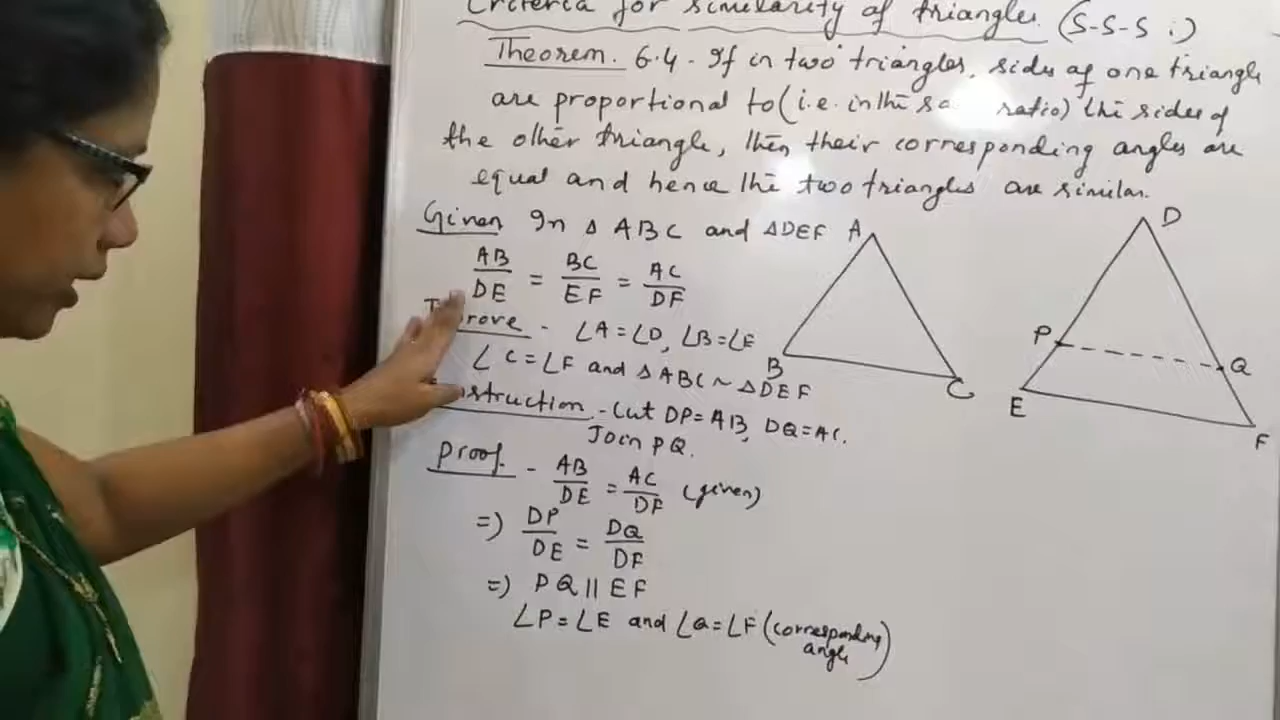 Criteria for similarity of triangles (S-S-S.)
Theorem. 6.4 - If in two triangles, sides of one triangle
are proportional to (i.e. in the sa ratio) the sides of
the other triangle, then their corresponding angles are
equal and hence the two triangles are similar.
Given In △ ABC and △DEF
AB/DE = BC/EF = AC/DF
T rove - ∠A = ∠D, ∠B = ∠E
∠C = ∠F and △ ABC ~ △DEF
nstruction - Cut DP = AB, DQ = AC.
Join PQ.
Proof - AB/DE = AC/DF (given)
=) DP/DE = DQ/DF
=) PQ || EF
∠P = ∠E and ∠Q = ∠F (corresponding
angle)
A
B
C
D
P
Q
E
F